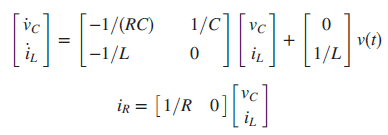 [v̇_C; i̇_L] = [−1/(RC) 1/C; −1/L 0] [v_C; i_L] + [0; 1/L] v(t)
i_R = [1/R 0] [v_C; i_L]